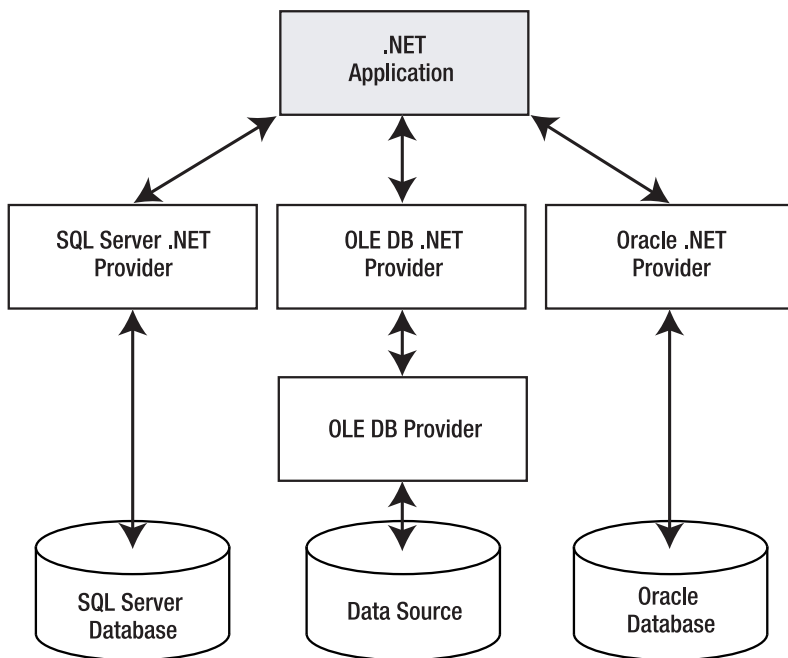 .NET
Application
SQL Server .NET
Provider
OLE DB .NET
Provider
Oracle .NET
Provider
OLE DB Provider
SQL Server
Database
Data Source
Oracle
Database